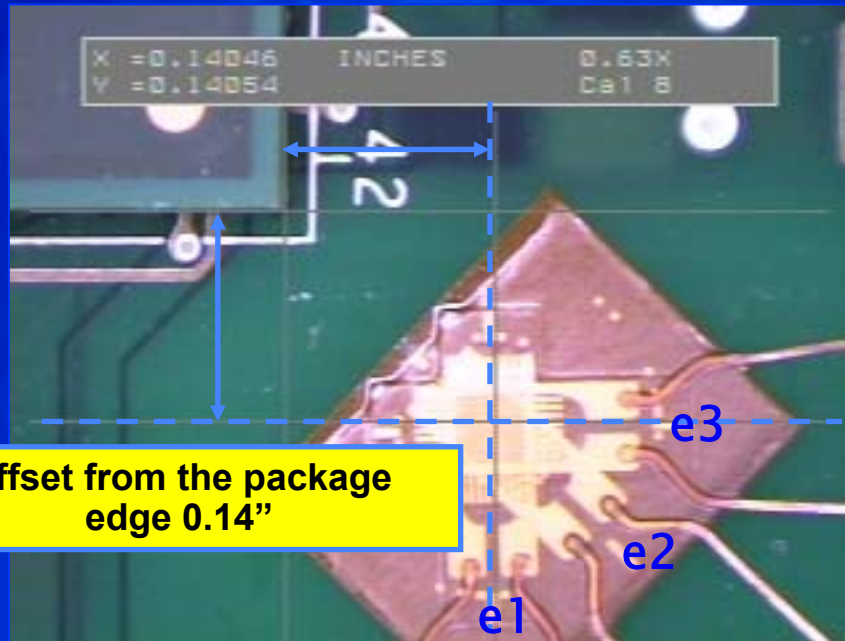 X =0.14046 INCHES 0.63X
Y =0.14054 Cal 8
42
e3
ffset from the package
edge 0.14”
e2
e1